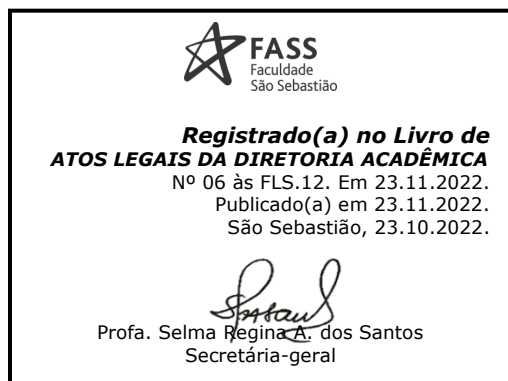 FASS
Faculdade
São Sebastião
Registrado(a) no Livro de
ATOS LEGAIS DA DIRETORIA ACADÊMICA
Nº 06 às FLS.12. Em 23.11.2022.
Publicado(a) em 23.11.2022.
São Sebastião, 23.10.2022.
Profa. Selma Regina A. dos Santos
Secretária-geral